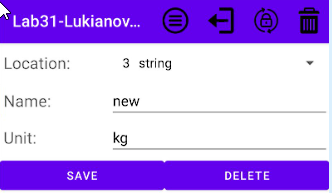 Lab31-Lukianov...
Location: 3 string
Name: new
Unit: kg
SAVE DELETE